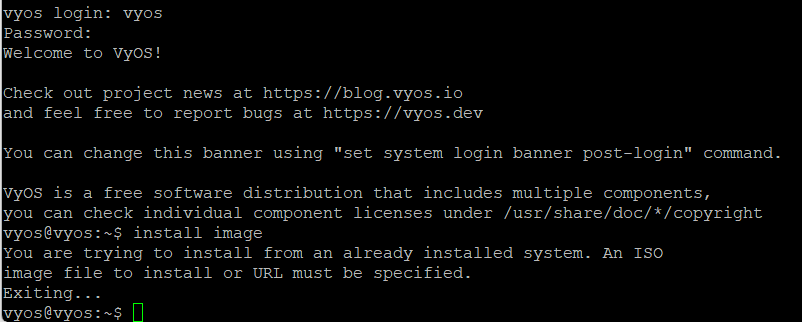 vyos login: vyos
Password:
Welcome to VyOS!
Check out project news at https://blog.vyos.io
and feel free to report bugs at https://vyos.dev
You can change this banner using "set system login banner post-login" command.
VyOS is a free software distribution that includes multiple components,
you can check individual component licenses under /usr/share/doc/*/copyright
vyos@vyos:~$ install image
You are trying to install from an already installed system. An ISO
image file to install or URL must be specified.
Exiting...
vyos@vyos:~$